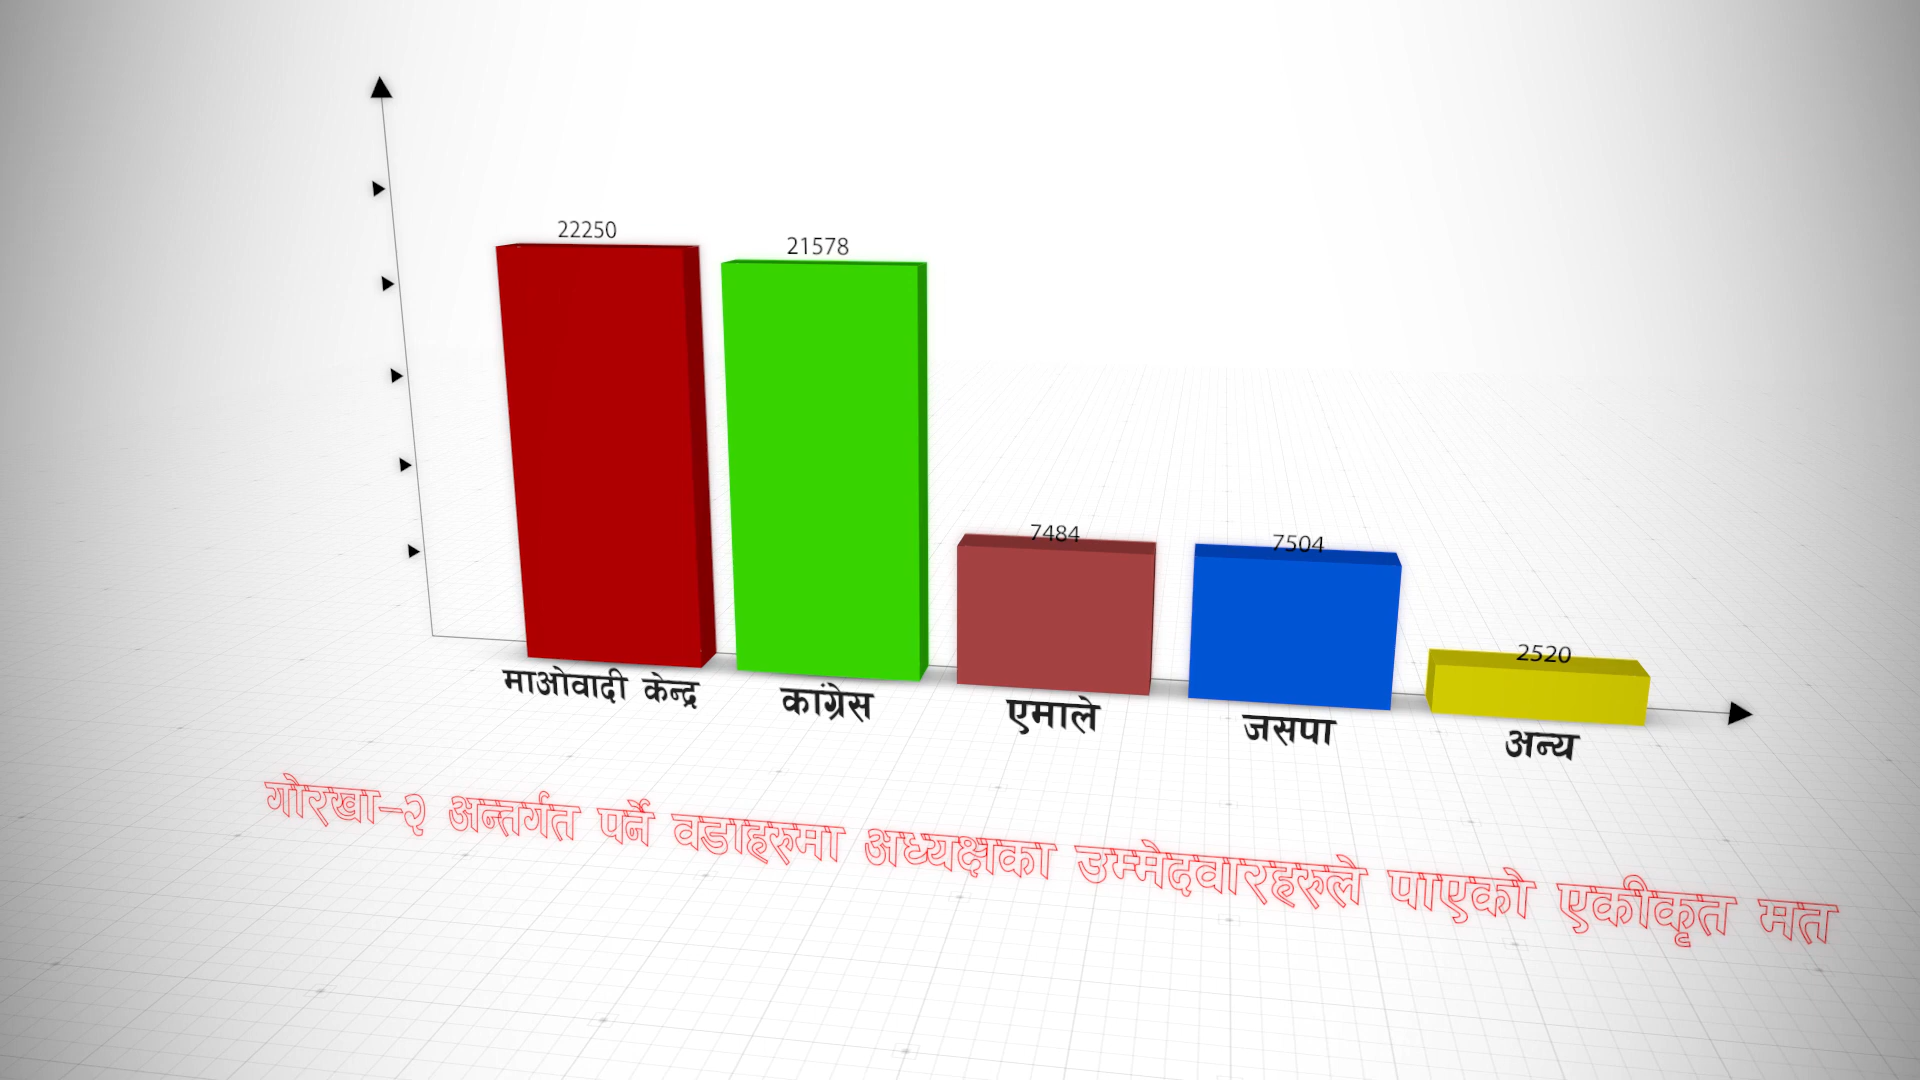 22250
21578
7484
7504
2520
माओवादी केन्द्र
कांग्रेस
एमाले
जसपा
अन्य
गोरखा–२ अन्तर्गत पर्ने वडाहरुमा अध्यक्षका उम्मेदवारहरुले पाएको एकीकृत मत